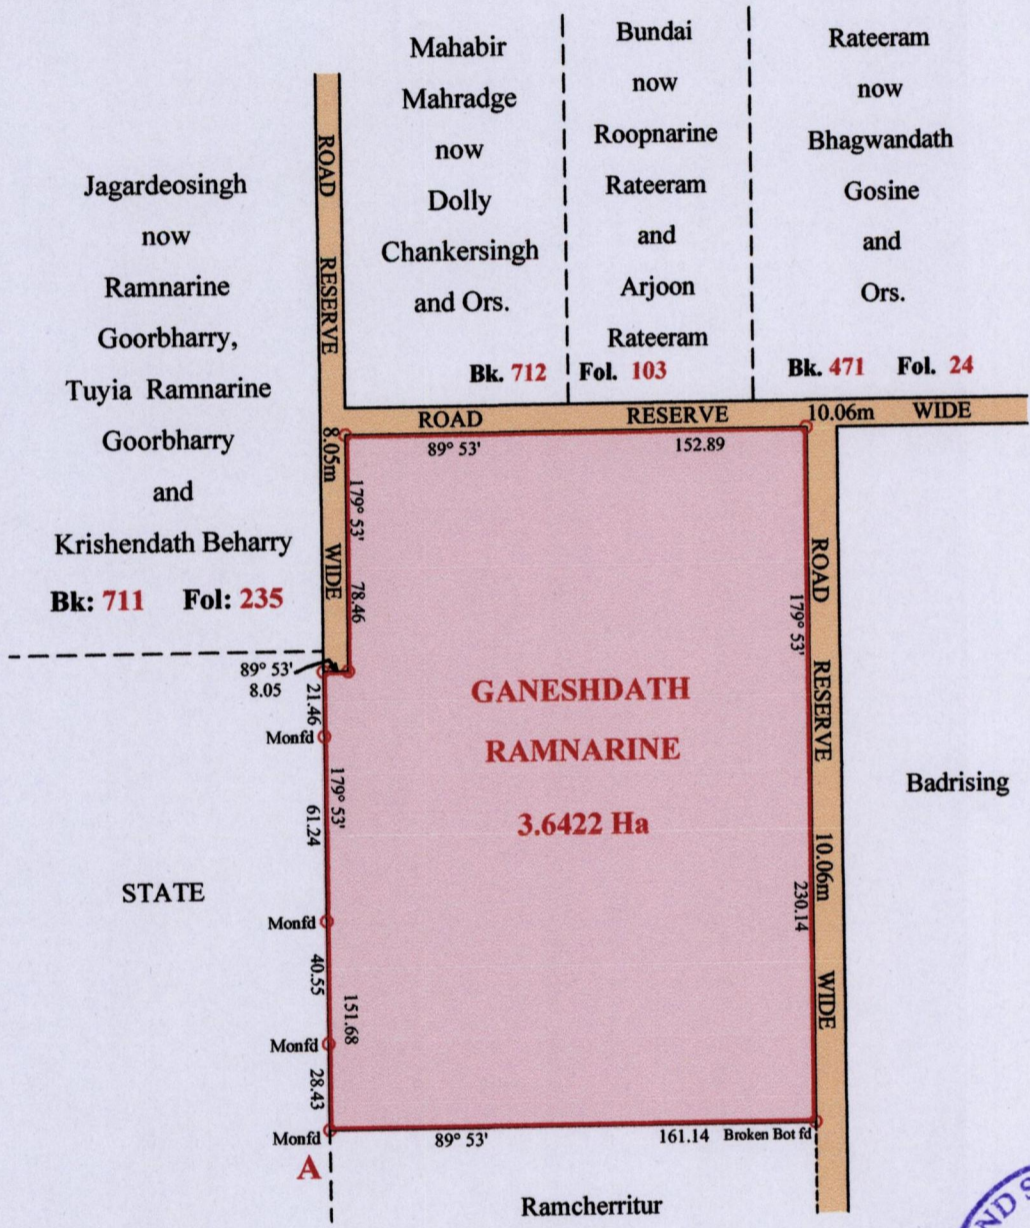 Mahabir
Mahradge
now
Dolly
Chankersingh
and Ors.
Bk. 712
Bundai
now
Roopnarine
Rateeram
and
Arjoon
Rateeram
Fol. 103
Rateeram
now
Bhagwandath
Gosine
and
Ors.
Bk. 471 Fol. 24
Jagardeosingh
now
Ramnarine
Goorbharry,
Tuyia Ramnarine
Goorbharry
and
Krishendath Beharry
Bk: 711 Fol: 235
ROAD RESERVE 8.05m WIDE
ROAD RESERVE 10.06m WIDE
89° 53' 152.89
179° 53' 78.46
89° 53'
8.05
21.46
Monfd
179° 53'
61.24
Monfd
40.55
151.68
Monfd
28.43
Monfd
A
GANESHDATH
RAMNARINE
3.6422 Ha
179° 53' 230.14
ROAD RESERVE 10.06m WIDE
Badrising
STATE
89° 53' 161.14 Broken Bot fd
Ramcherritur